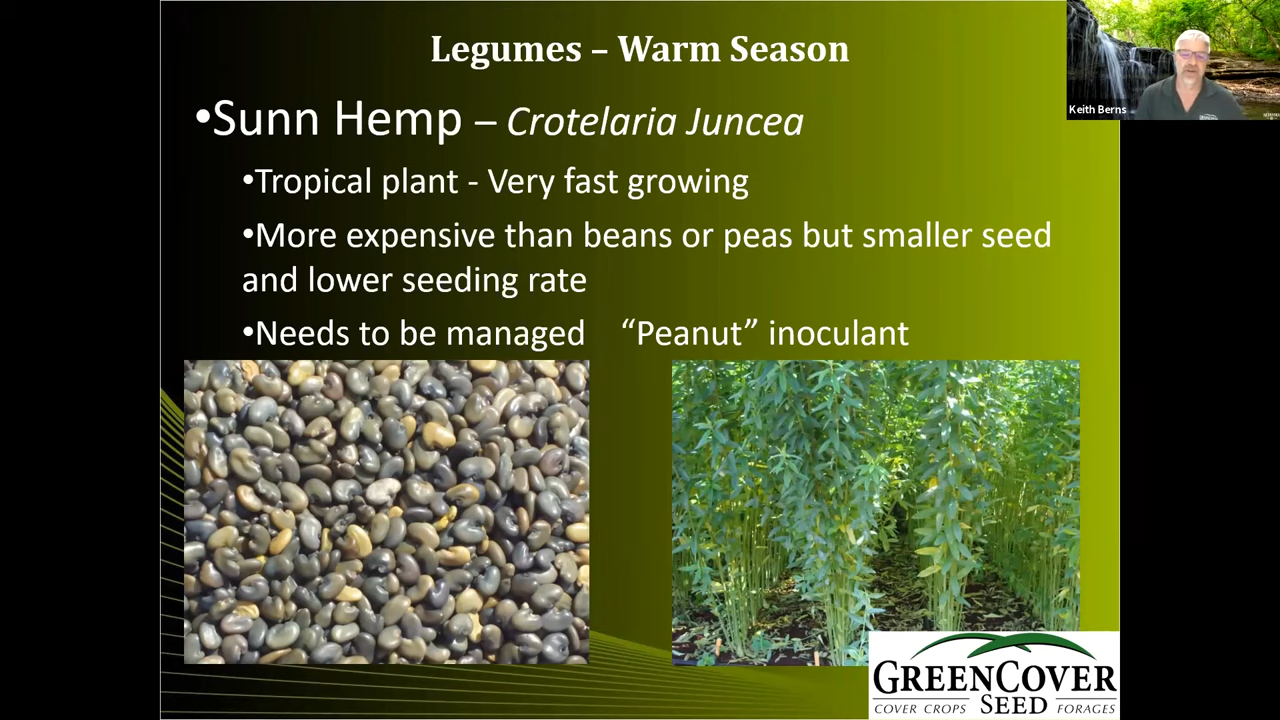 Legumes – Warm Season
•Sunn Hemp – Crotelaria Juncea
•Tropical plant - Very fast growing
•More expensive than beans or peas but smaller seed
and lower seeding rate
•Needs to be managed “Peanut” inoculant
Keith Berns
GREENCOVER
COVER CROPS SEED FORAGES